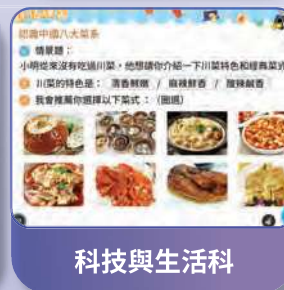 認識中國八大菜系
情景題：
小明從來沒有吃過川菜，他想請你介紹一下川菜特色和經典菜式
川菜的特色是： 清香鮮嫩 / 麻辣鮮香 / 酸辣鹹香
我會推薦你選擇以下菜式：（圈選）
科技與生活科